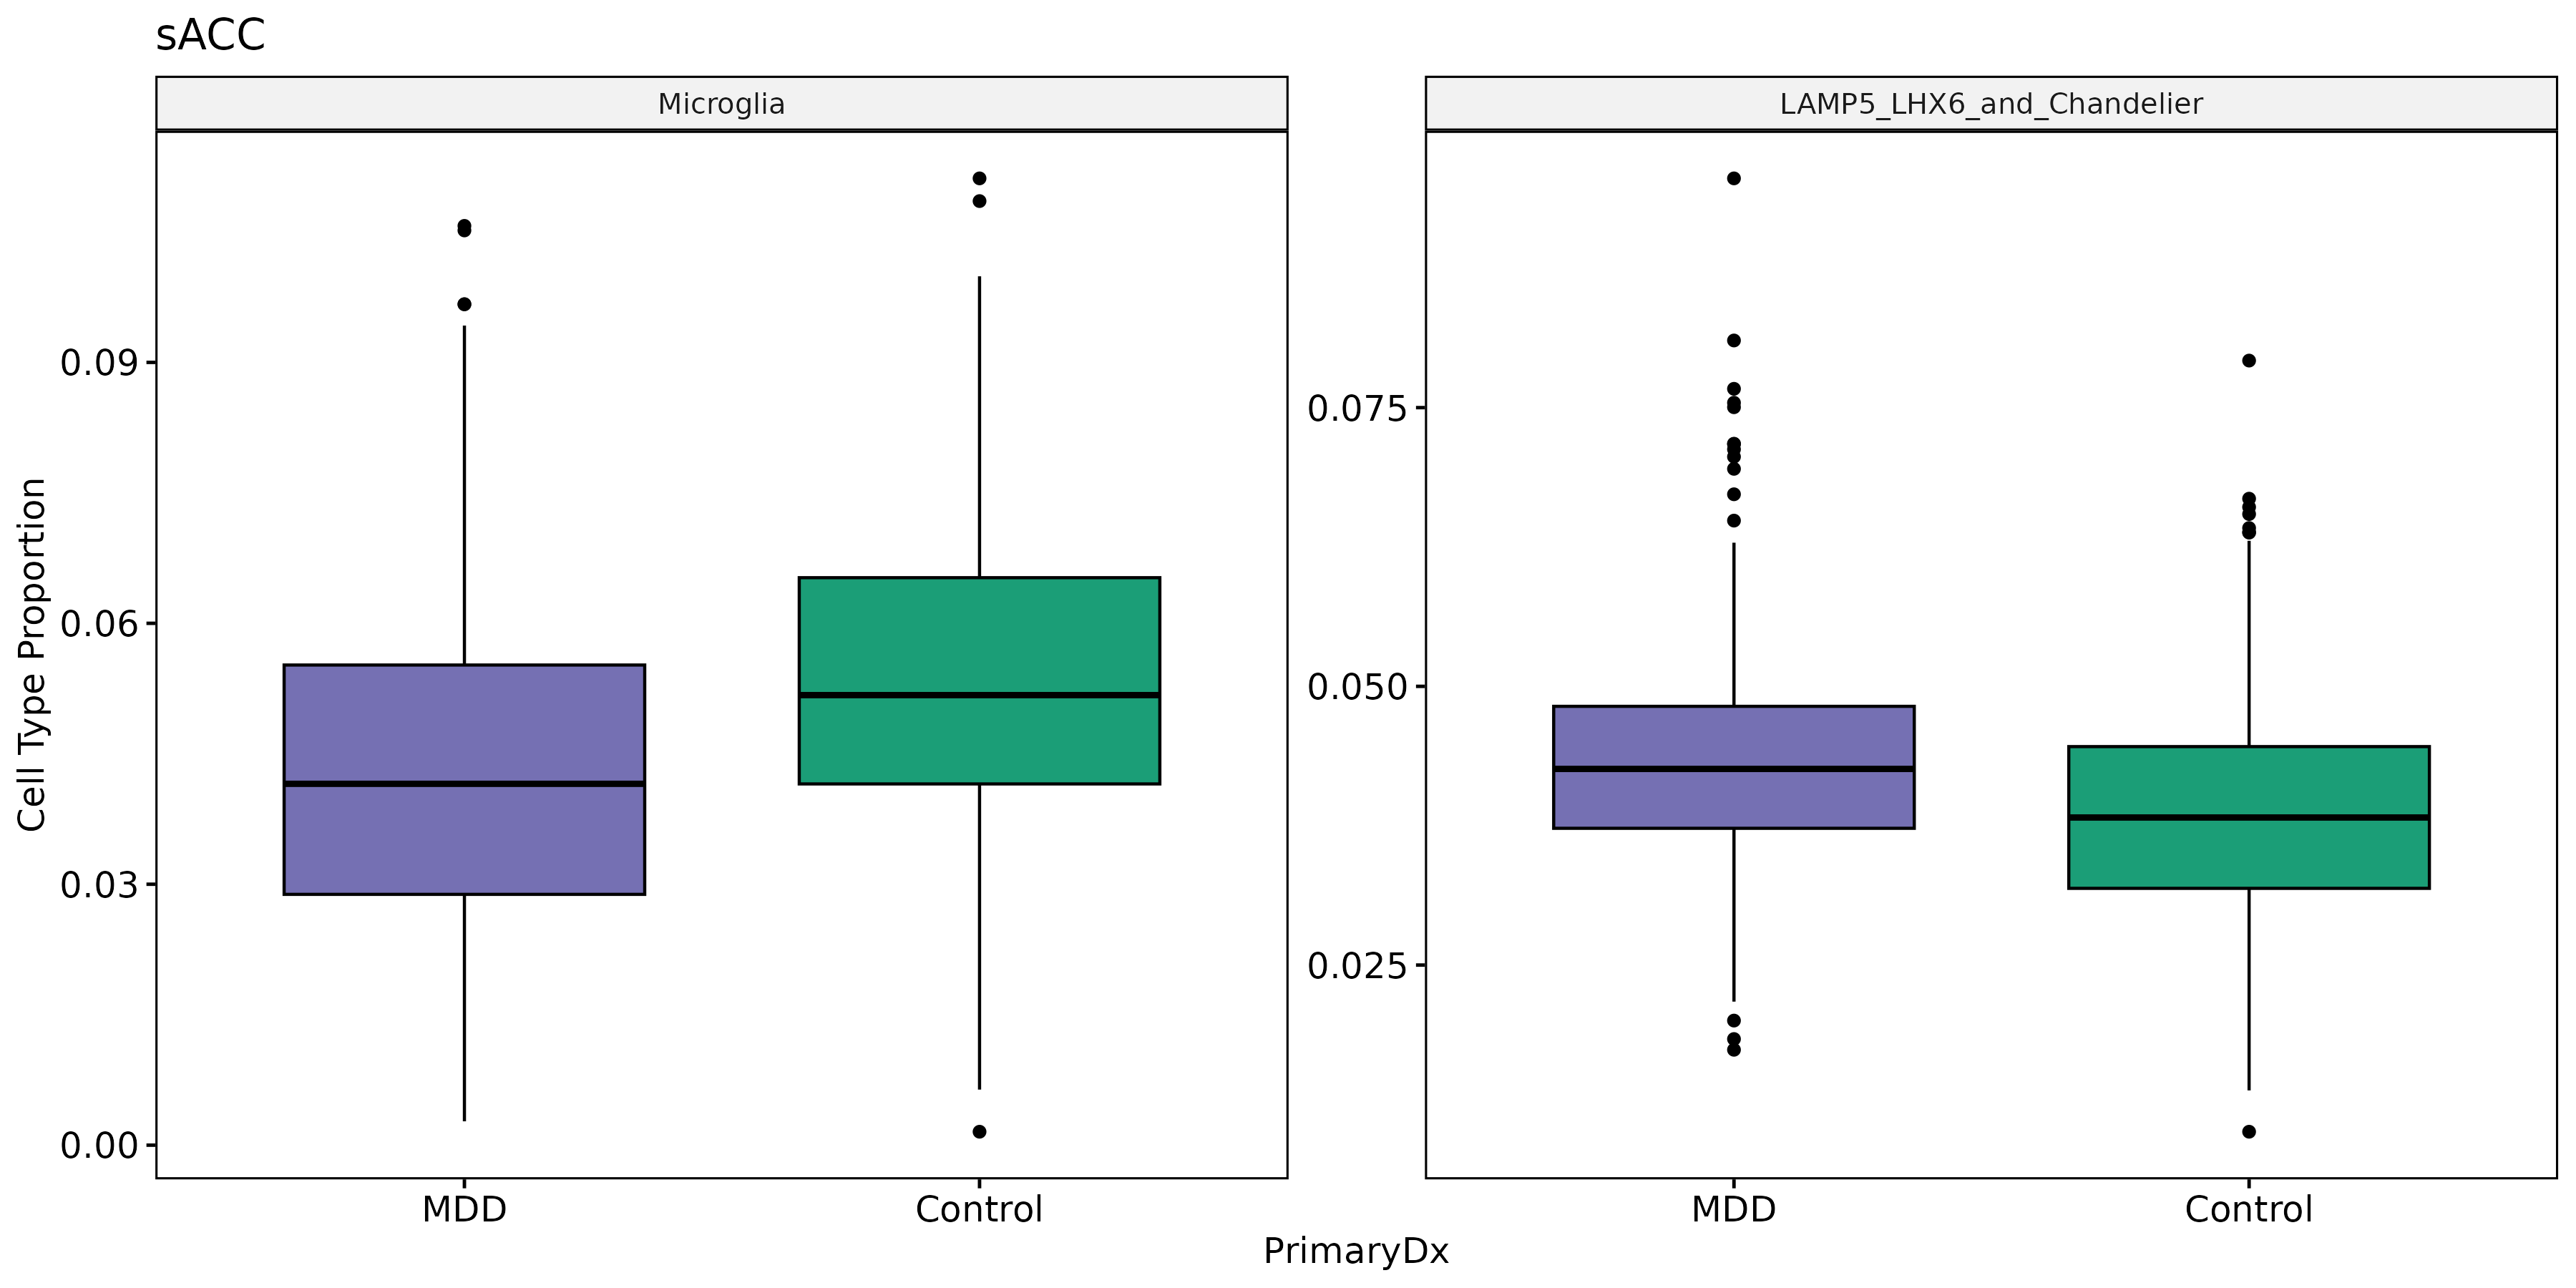 sACC
Microglia
LAMP5_LHX6_and_Chandelier
Cell Type Proportion
0.09
0.06
0.03
0.00
0.075
0.050
0.025
MDD
Control
MDD
Control
PrimaryDx